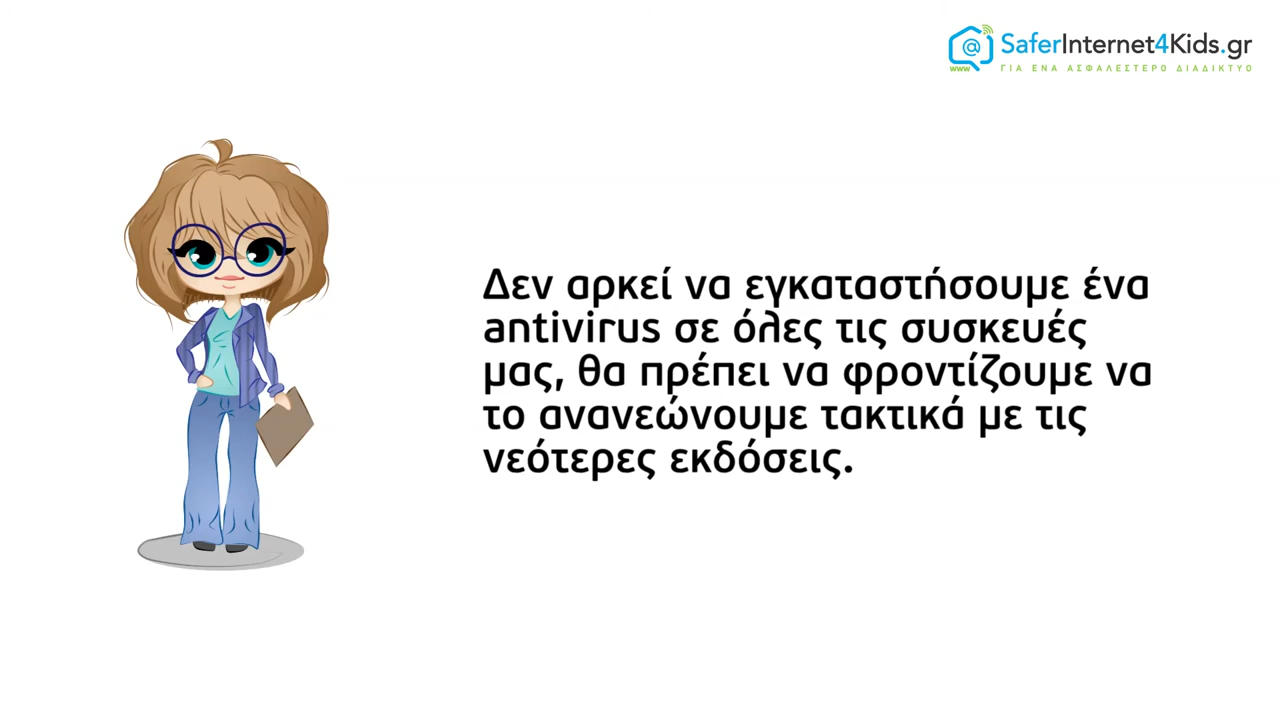 SaferInternet4Kids.gr
www
ΓΙΑ ΕΝΑ ΑΣΦΑΛΕΣΤΕΡΟ ΔΙΑΔΙΚΤΥΟ
Δεν αρκεί να εγκαταστήσουμε ένα
antivirus σε όλες τις συσκευές
μας, θα πρέπει να φροντίζουμε να
το ανανεώνουμε τακτικά με τις
νεότερες εκδόσεις.